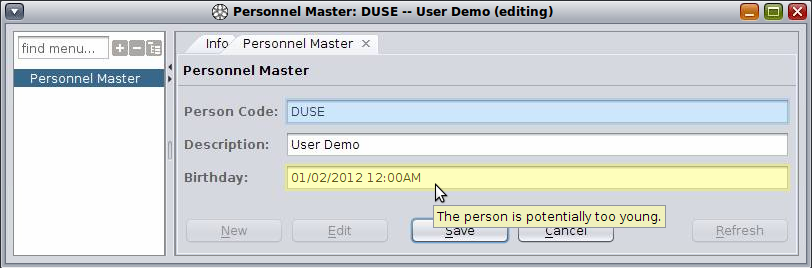 Personnel Master: DUSE -- User Demo (editing)
find menu...
Personnel Master
Info Personnel Master
Personnel Master
Person Code: DUSE
Description: User Demo
Birthday: 01/02/2012 12:00AM
The person is potentially too young.
New Edit Save Cancel Refresh